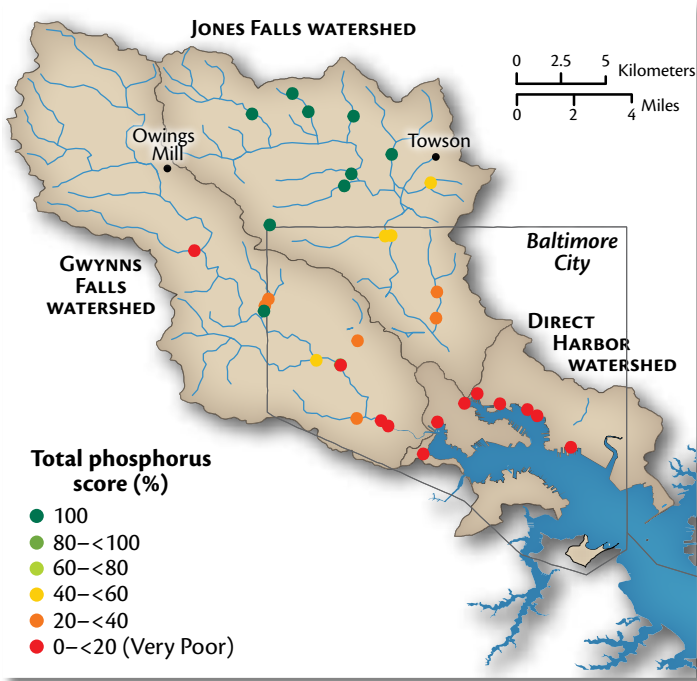 JONES FALLS WATERSHED
0 2.5 5 Kilometers
0 2 4 Miles
Owings
Mill
Towson
Baltimore
City
GWYNNS
FALLS
WATERSHED
DIRECT
HARBOR
WATERSHED
Total phosphorus
score (%)
100
80–<100
60–<80
40–<60
20–<40
0–<20 (Very Poor)